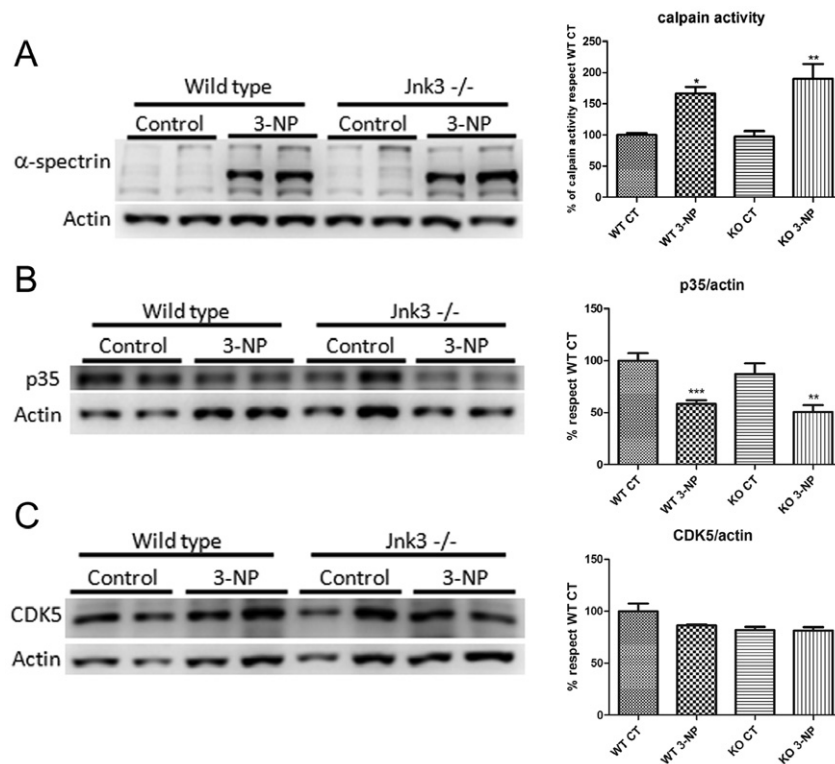 A
Wild type Jnk3 -/-
Control 3-NP Control 3-NP
α-spectrin
Actin
calpain activity
% of calpain activity respect WT CT
250
200
150
100
50
0
*
**
WT CT
WT 3-NP
KO CT
KO 3-NP
B
Wild type Jnk3 -/-
Control 3-NP Control 3-NP
p35
Actin
p35/actin
% respect WT CT
150
100
50
0
***
**
WT CT
WT 3-NP
KO CT
KO 3-NP
C
Wild type Jnk3 -/-
Control 3-NP Control 3-NP
CDK5
Actin
CDK5/actin
% respect WT CT
150
100
50
0
WT CT
WT 3-NP
KO CT
KO 3-NP